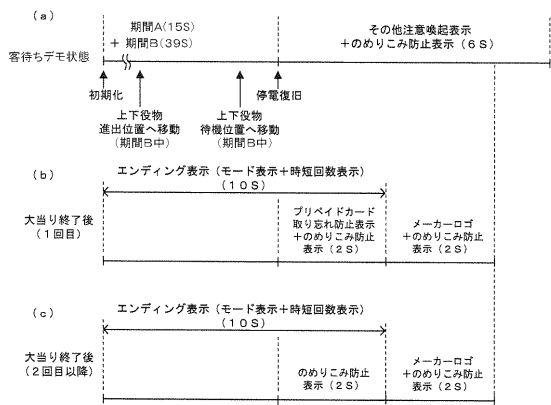 (a)
期間A(15S)
+ 期間B(39S)
その他注意喚起表示
+のめりこみ防止表示(6S)
客待ちデモ状態
初期化
停電復旧
上下役物
進出位置へ移動
(期間B中)
上下役物
待機位置へ移動
(期間B中)
(b)
エンディング表示(モード表示+時短回数表示)
(10S)
大当り終了後
(1回目)
プリペイドカード
取り忘れ防止表示
+のめりこみ防止
表示(2S)
メーカーロゴ
+のめりこみ防止
表示(2S)
(c)
エンディング表示(モード表示+時短回数表示)
(10S)
大当り終了後
(2回目以降)
のめりこみ防止
表示(2S)
メーカーロゴ
+のめりこみ防止
表示(2S)